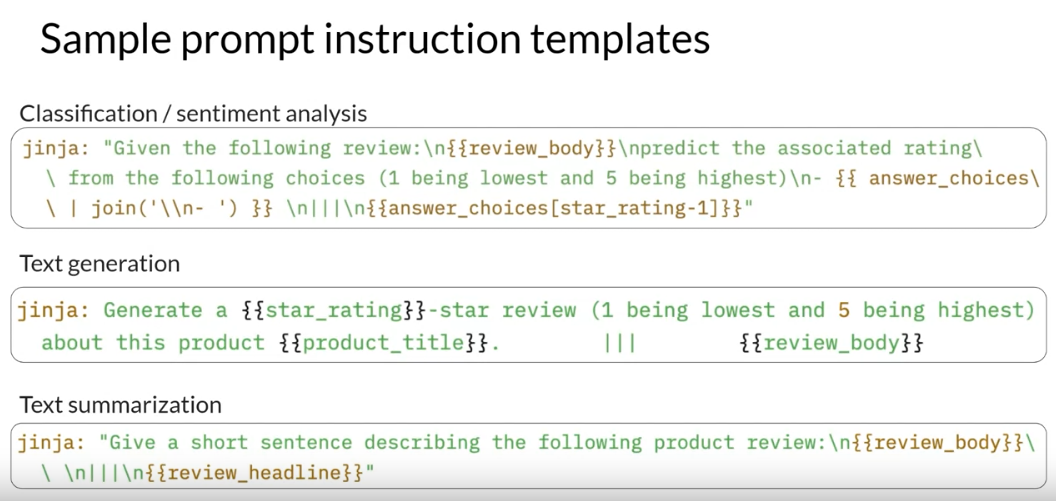 Sample prompt instruction templates
Classification / sentiment analysis
jinja: "Given the following review:\n{{review_body}}\npredict the associated rating\
\ from the following choices (1 being lowest and 5 being highest)\n- {{ answer_choices\
\ | join('\\n- ') }} \n|||\n{{answer_choices[star_rating-1]}}"
Text generation
jinja: Generate a {{star_rating}}-star review (1 being lowest and 5 being highest)
about this product {{product_title}}. ||| {{review_body}}
Text summarization
jinja: "Give a short sentence describing the following product review:\n{{review_body}}\
\ \n|||\n{{review_headline}}"